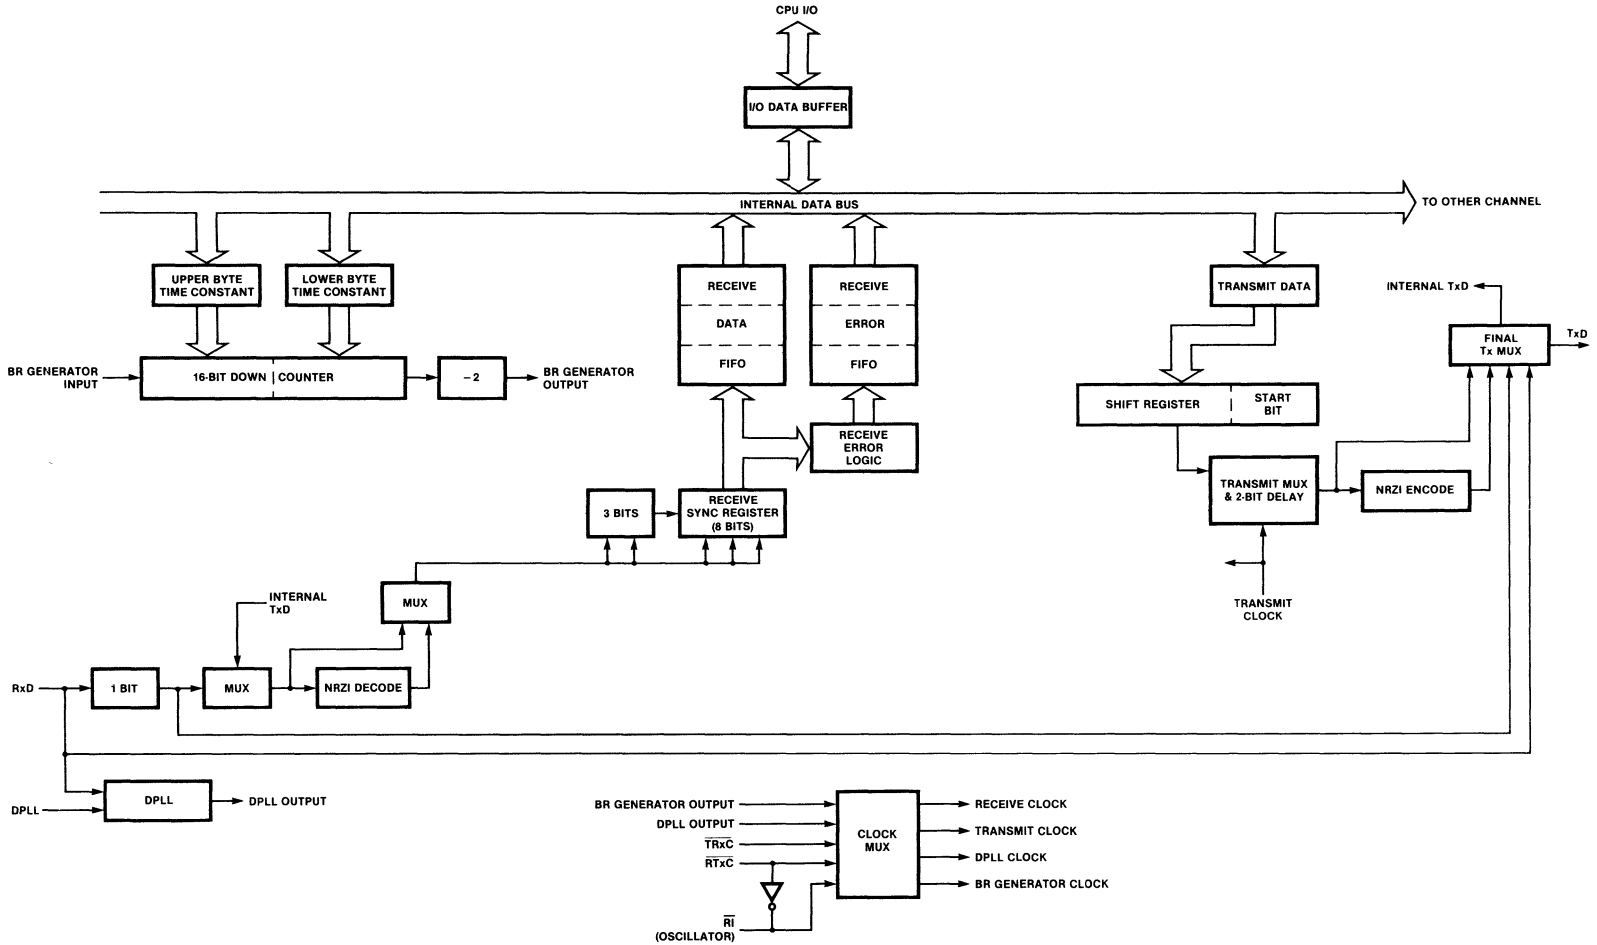 CPU I/O
I/O DATA BUFFER
INTERNAL DATA BUS
TO OTHER CHANNEL
UPPER BYTE
TIME CONSTANT
LOWER BYTE
TIME CONSTANT
RECEIVE
DATA
FIFO
RECEIVE
ERROR
FIFO
TRANSMIT DATA
INTERNAL TxD
FINAL
Tx MUX
TxD
BR GENERATOR
INPUT
16-BIT DOWN
COUNTER
– 2
BR GENERATOR
OUTPUT
SHIFT REGISTER
START
BIT
RECEIVE
ERROR
LOGIC
3 BITS
RECEIVE
SYNC REGISTER
(8 BITS)
TRANSMIT MUX
& 2-BIT DELAY
NRZI ENCODE
TRANSMIT
CLOCK
MUX
INTERNAL
TxD
RxD
1 BIT
MUX
NRZI DECODE
DPLL
DPLL
DPLL OUTPUT
BR GENERATOR OUTPUT
DPLL OUTPUT
TRxC
RTxC
RI
(OSCILLATOR)
CLOCK
MUX
RECEIVE CLOCK
TRANSMIT CLOCK
DPLL CLOCK
BR GENERATOR CLOCK